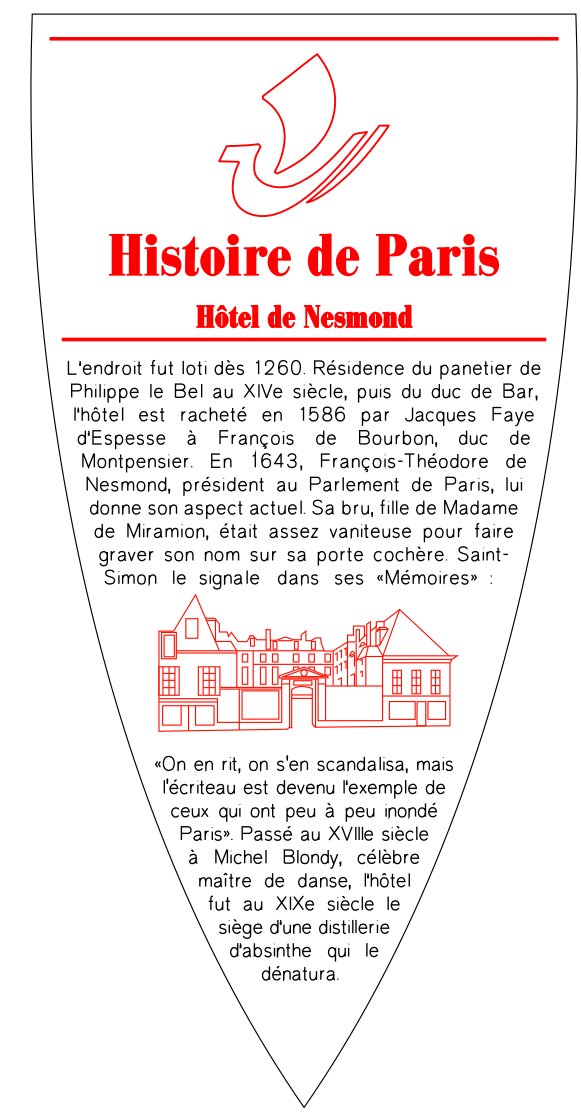 Histoire de Paris
Hôtel de Nesmond
L'endroit fut loti dès 1260. Résidence du panetier de
Philippe le Bel au XIVe siècle, puis du duc de Bar,
l'hôtel est racheté en 1586 par Jacques Faye
d'Espesse à François de Bourbon, duc de
Montpensier. En 1643, François-Théodore de
Nesmond, président au Parlement de Paris, lui
donne son aspect actuel. Sa bru, fille de Madame
de Miramion, était assez vaniteuse pour faire
graver son nom sur sa porte cochère. Saint-
Simon le signale dans ses «Mémoires» :
«On en rit, on s'en scandalisa, mais
l'écriteau est devenu l'exemple de
ceux qui ont peu à peu inondé
Paris». Passé au XVIIIe siècle
à Michel Blondy, célèbre
maître de danse, l'hôtel
fut au XIXe siècle le
siège d'une distillerie
d'absinthe qui le
dénatura.